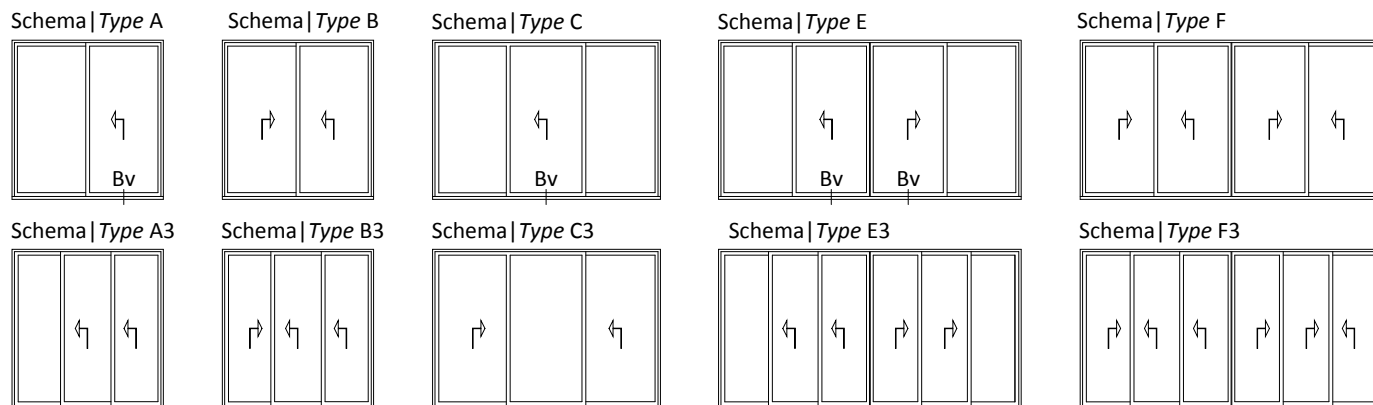 Schema|Type A
Schema|Type B
Schema|Type C
Schema|Type E
Schema|Type F
Bv
Bv
Bv
Bv
Schema|Type A3
Schema|Type B3
Schema|Type C3
Schema|Type E3
Schema|Type F3